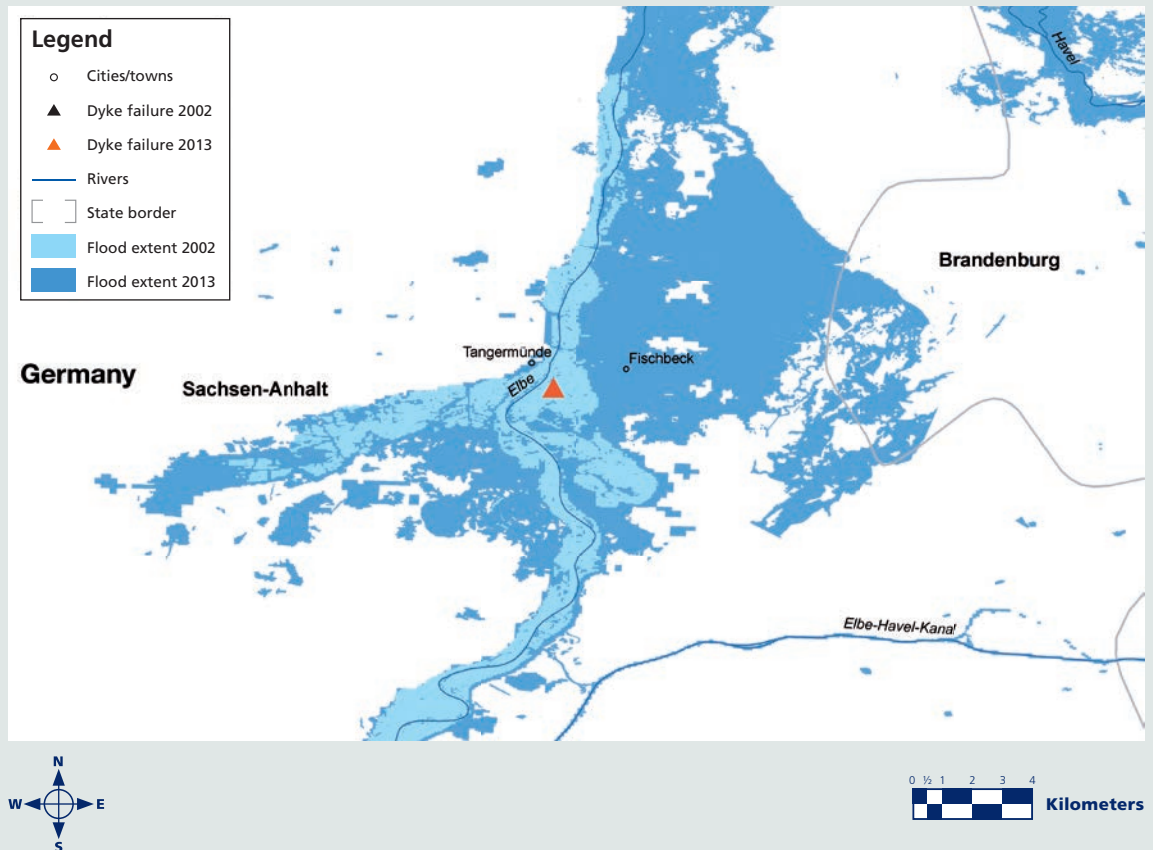 Legend
Cities/towns
Dyke failure 2002
Dyke failure 2013
Rivers
State border
Flood extent 2002
Flood extent 2013
Havel
Brandenburg
Tangermünde
Fischbeck
Elbe
Germany
Sachsen-Anhalt
Elbe-Havel-Kanal
N
W E
S
0 ½ 1 2 3 4
Kilometers